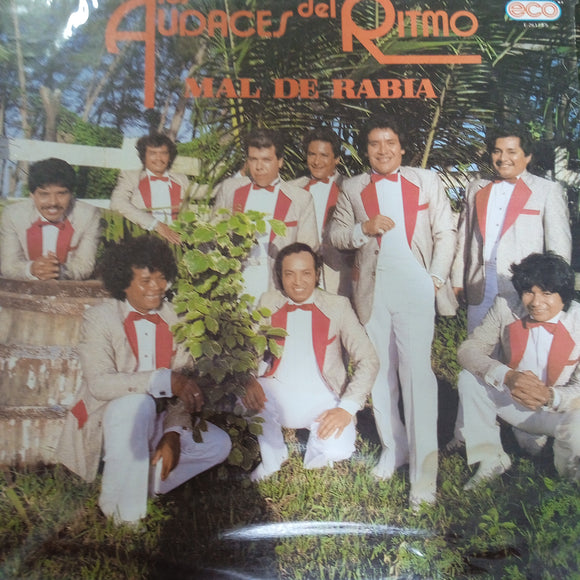 AUDACES del RITMO
MAL DE RABIA
eco